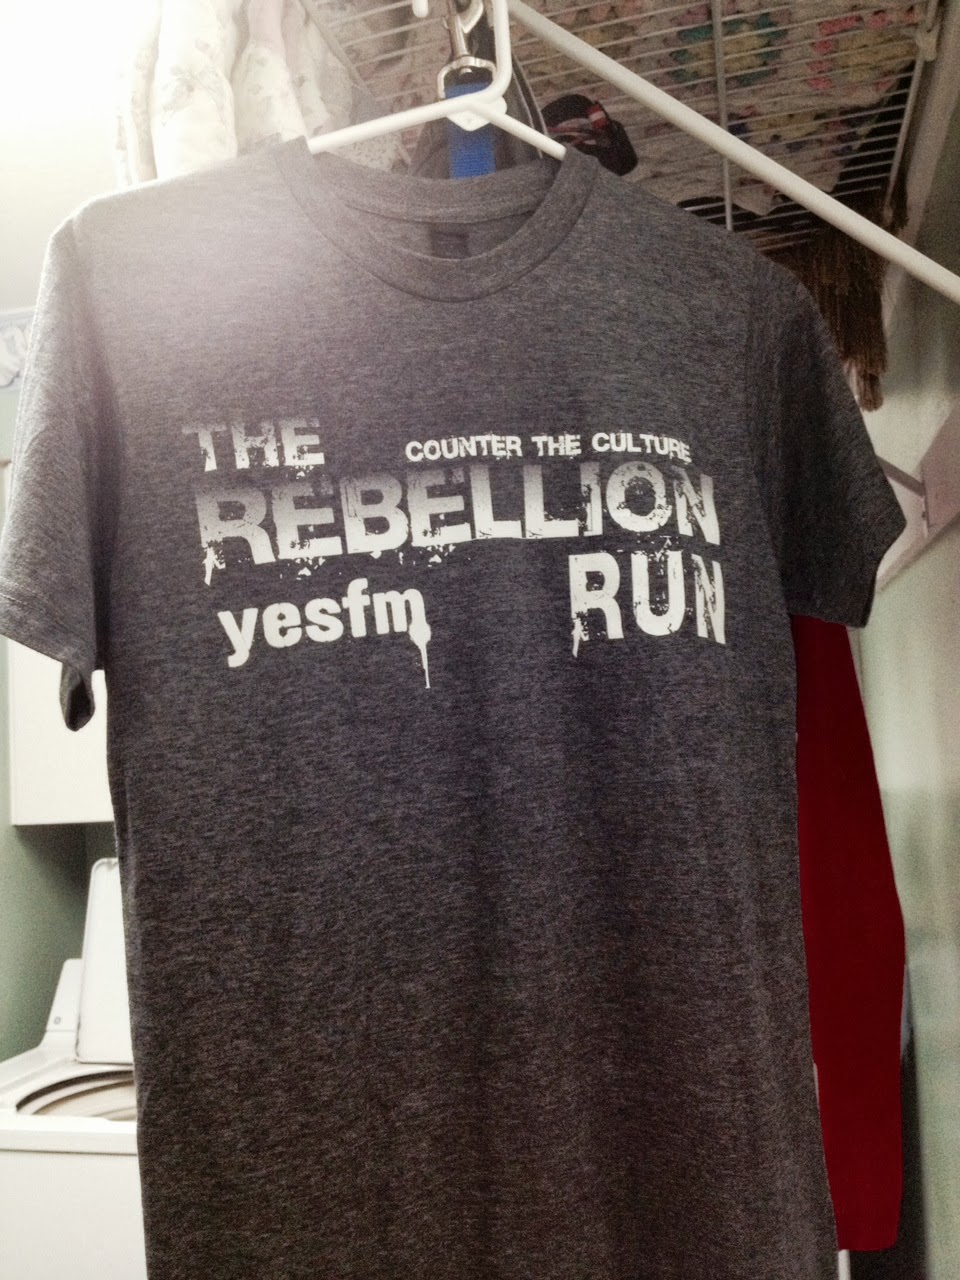 THE
COUNTER THE CULTURE
REBELLION
yesfm RUN